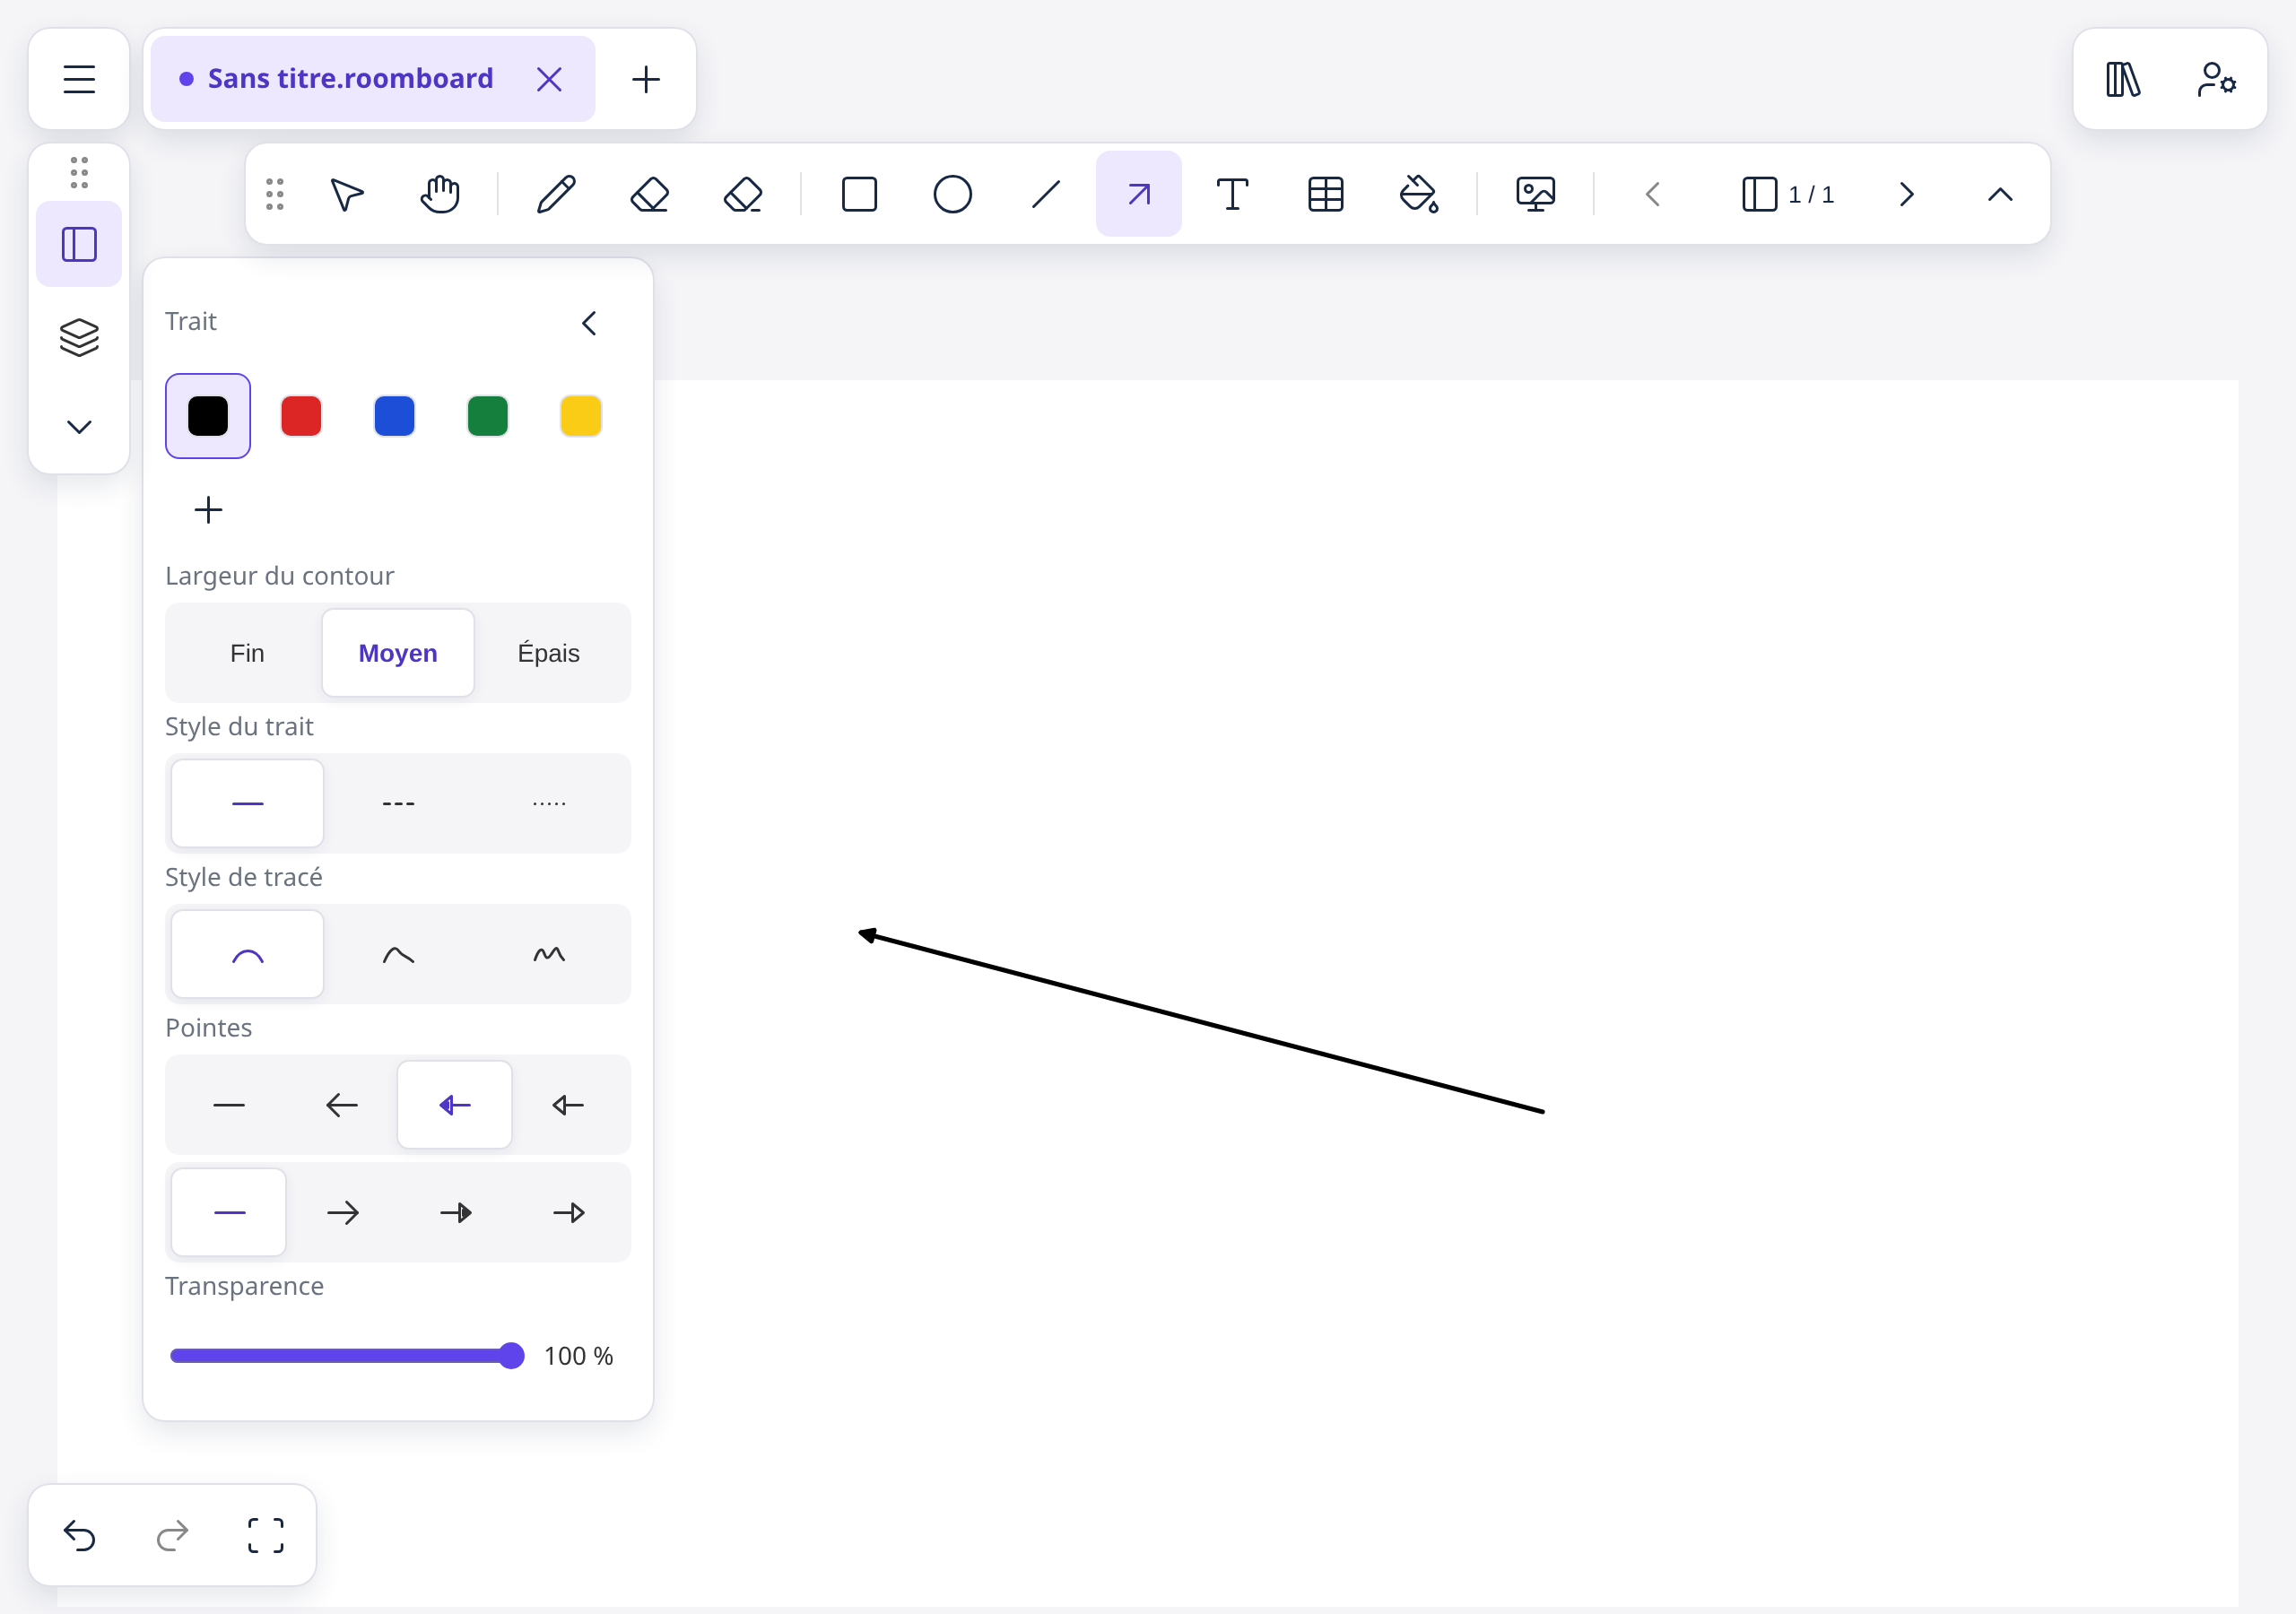 Sans titre.roomboard
1 / 1
Trait
Largeur du contour
Fin Moyen Épais
Style du trait
Style de tracé
Pointes
Transparence
100 %